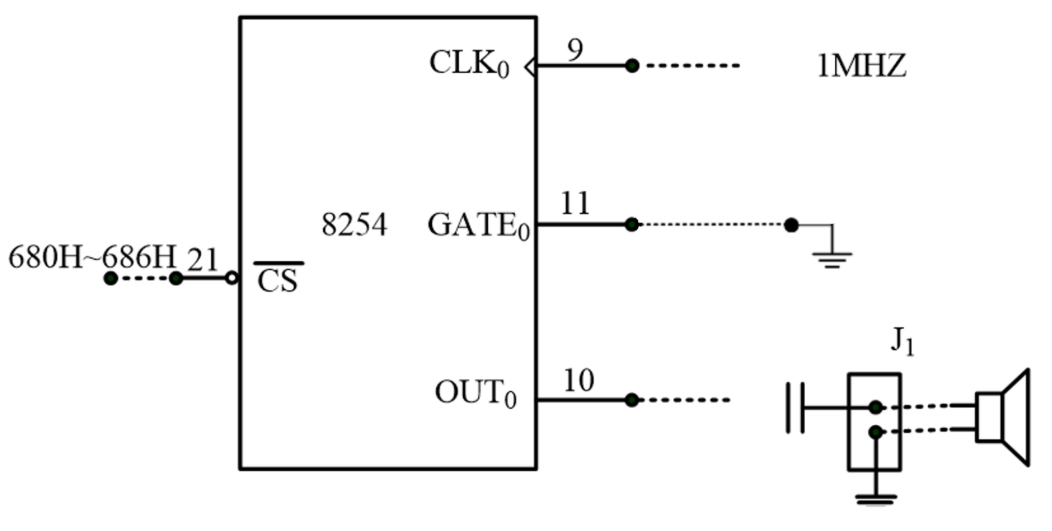 CLK0
9
1MHZ
8254
GATE0
11
680H~686H
21
CS
OUT0
10
J1